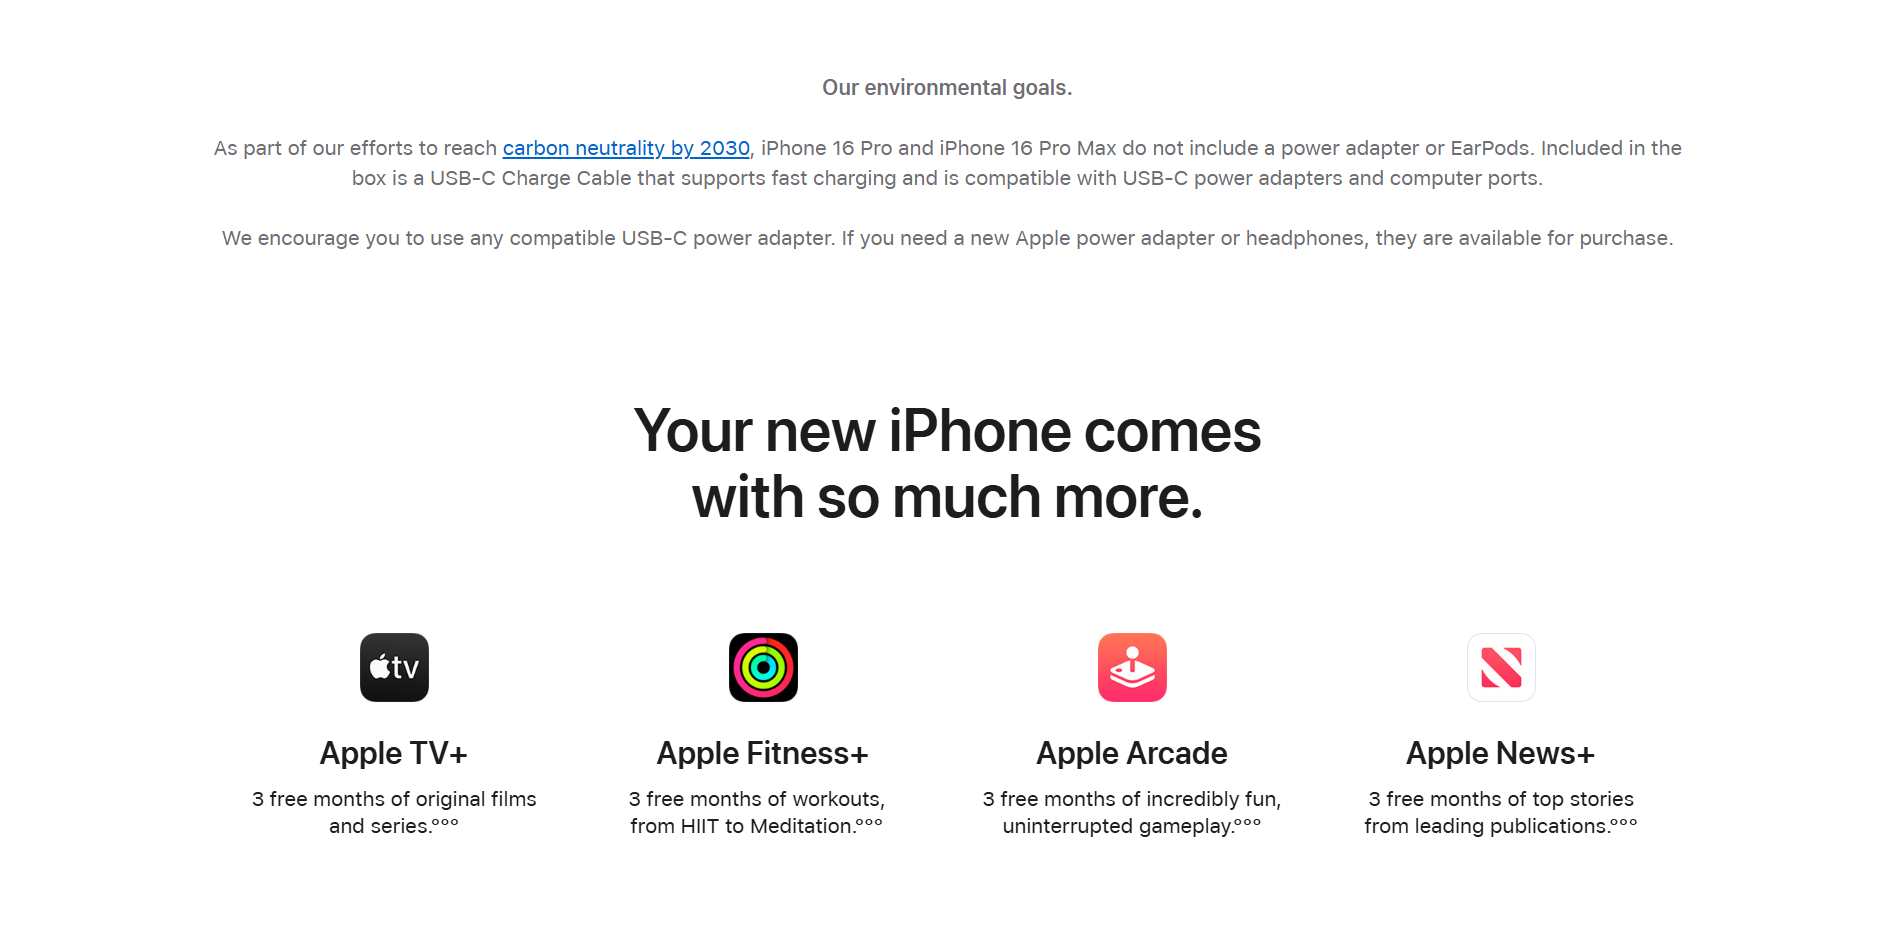 Our environmental goals.
As part of our efforts to reach carbon neutrality by 2030, iPhone 16 Pro and iPhone 16 Pro Max do not include a power adapter or EarPods. Included in the
box is a USB-C Charge Cable that supports fast charging and is compatible with USB-C power adapters and computer ports.
We encourage you to use any compatible USB-C power adapter. If you need a new Apple power adapter or headphones, they are available for purchase.
Your new iPhone comes
with so much more.
tv
Apple TV+
3 free months of original films
and series.°°°
Apple Fitness+
3 free months of workouts,
from HIIT to Meditation.°°°
Apple Arcade
3 free months of incredibly fun,
uninterrupted gameplay.°°°
Apple News+
3 free months of top stories
from leading publications.°°°